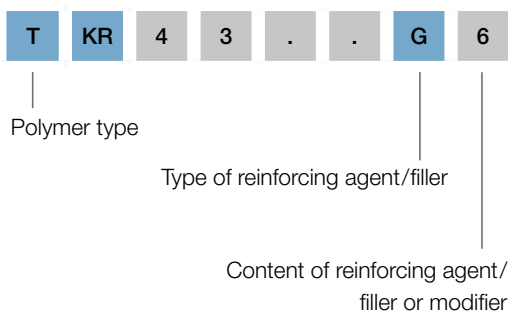 T KR 4 3 . . G 6
Polymer type
Type of reinforcing agent/filler
Content of reinforcing agent/
filler or modifier